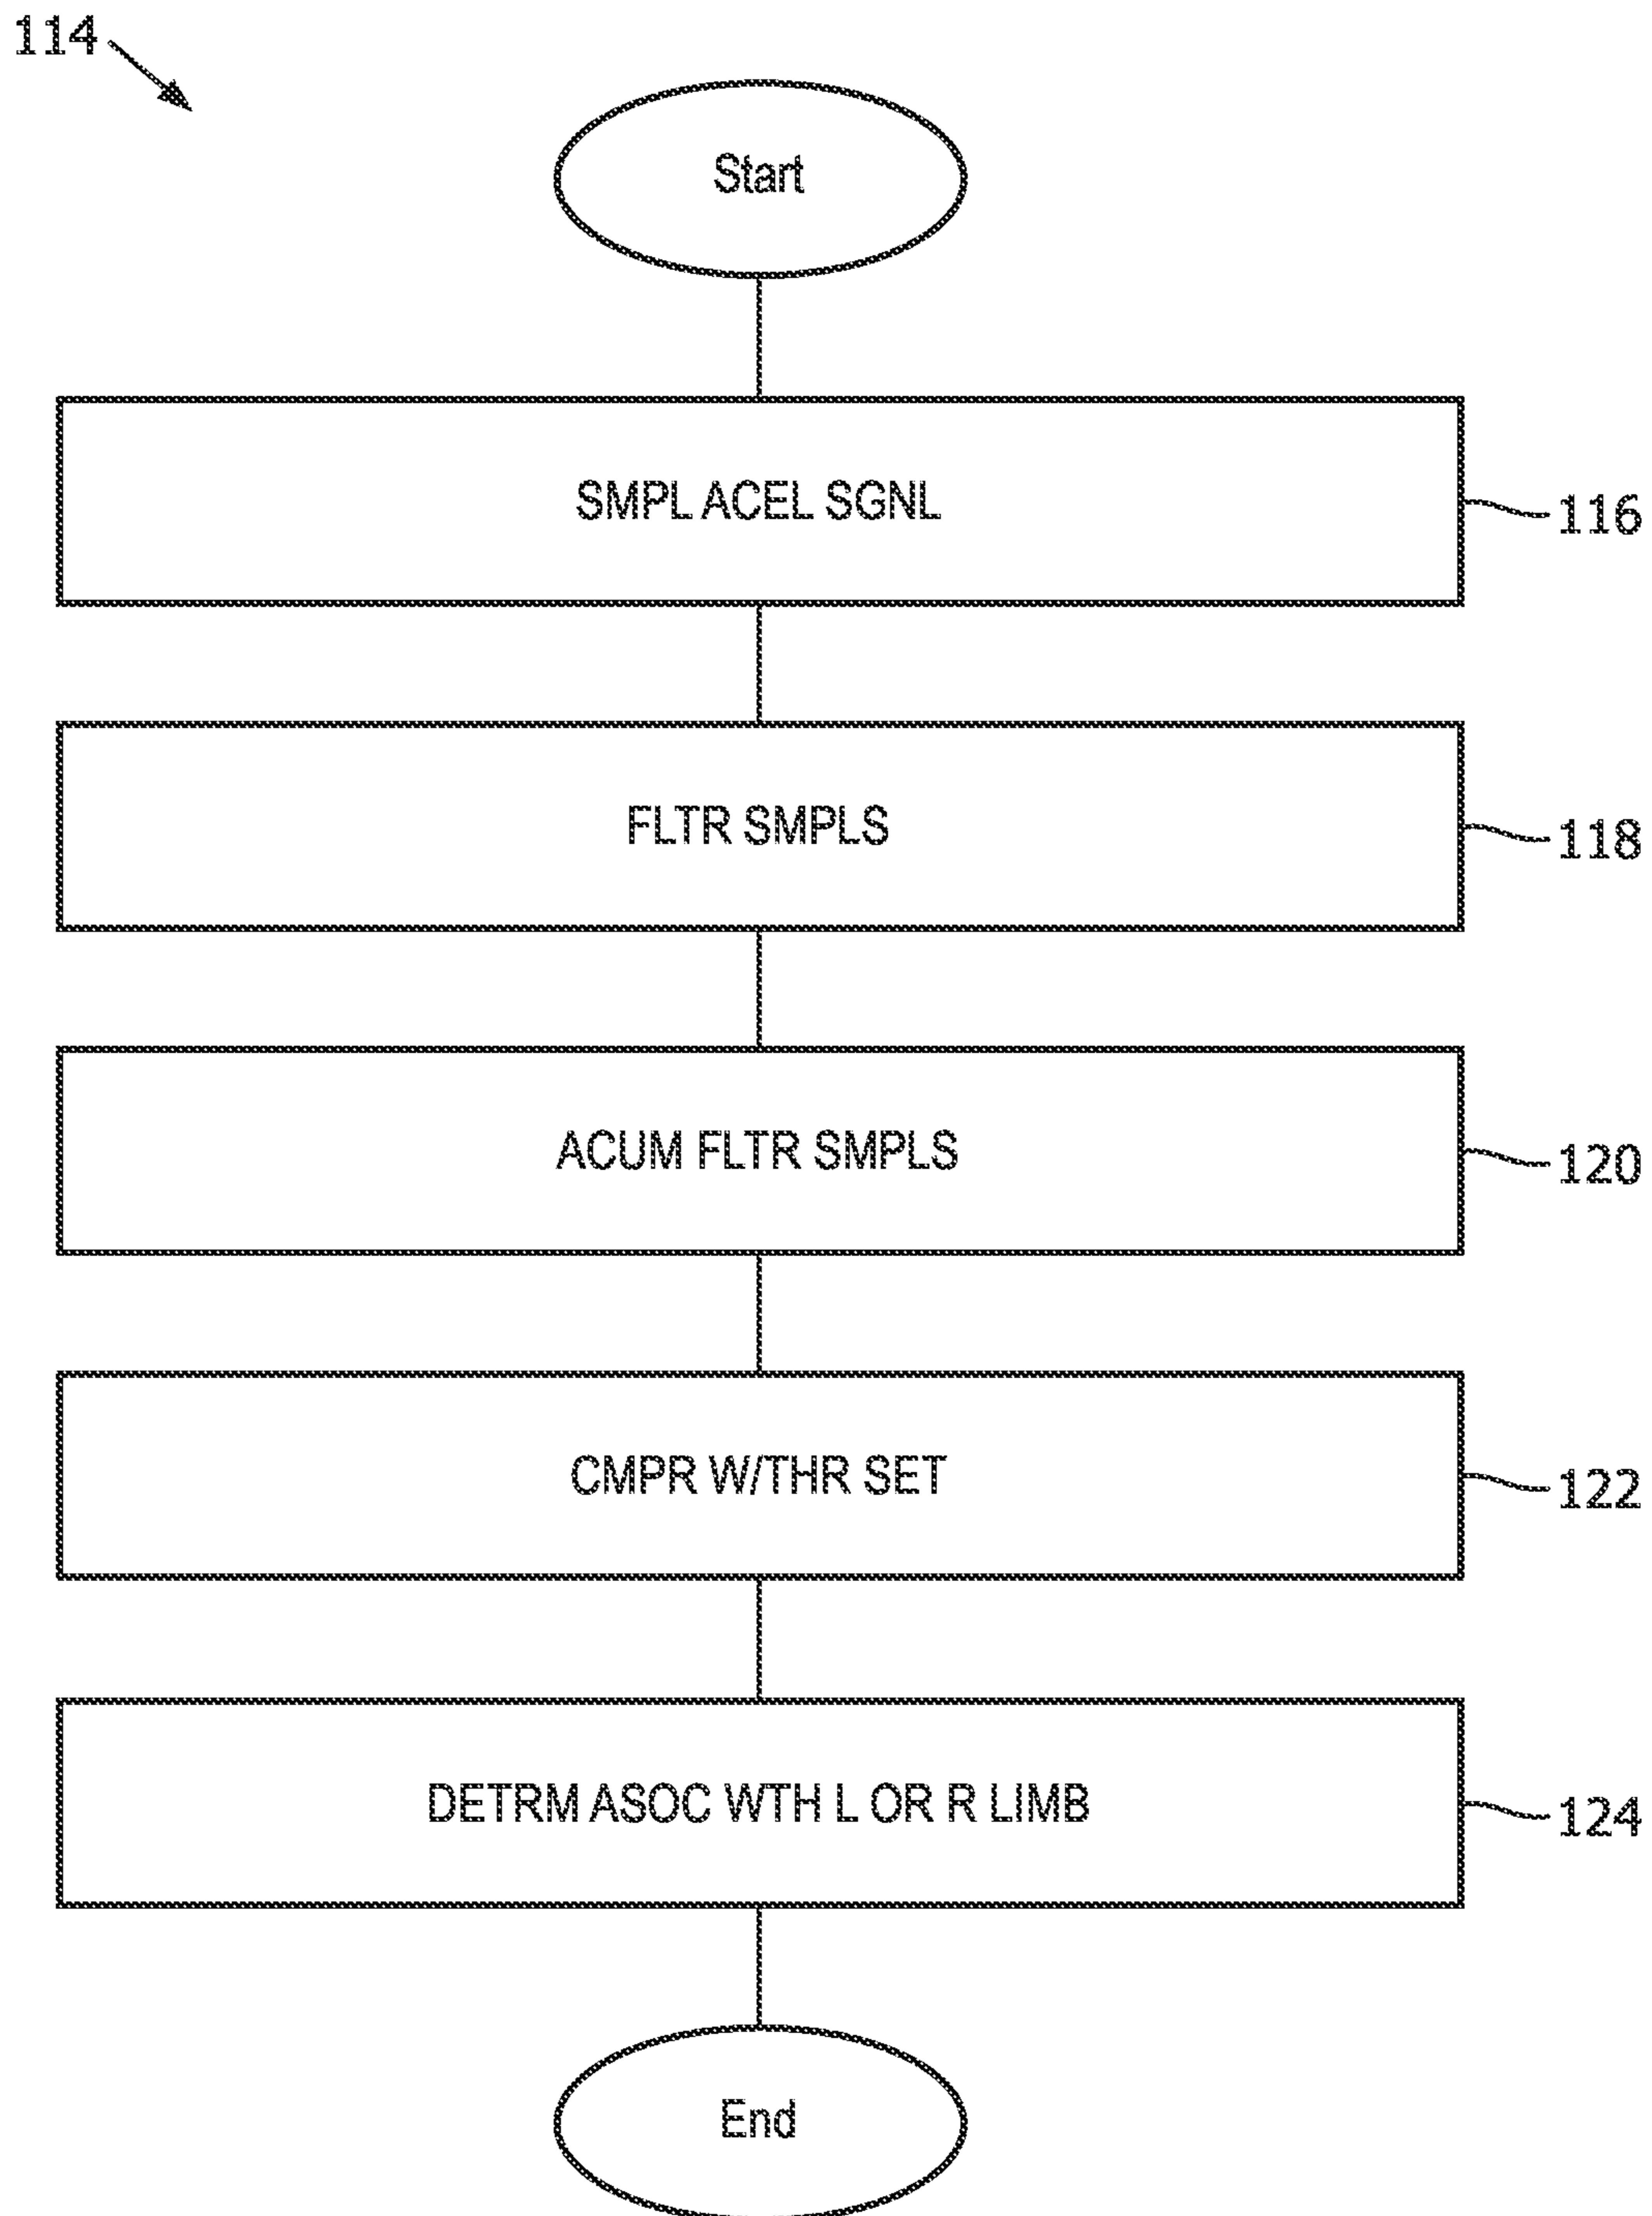 114
Start
SMPL ACEL SGNL
116
FLTR SMPLS
118
ACUM FLTR SMPLS
120
CMPR W/THR SET
122
DETRM ASOC WTH L OR R LIMB
124
End